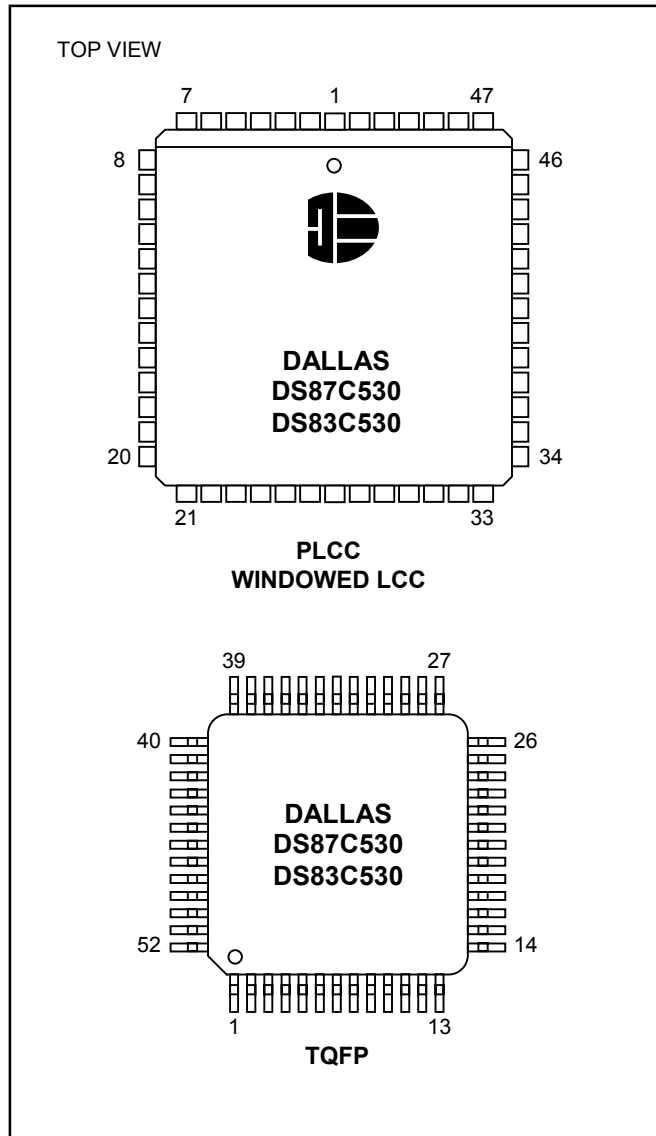 TOP VIEW
7 1 47
8 46
DALLAS
DS87C530
DS83C530
20 34
21 33
PLCC
WINDOWED LCC
39 27
40 26
DALLAS
DS87C530
DS83C530
52 14
1 13
TQFP